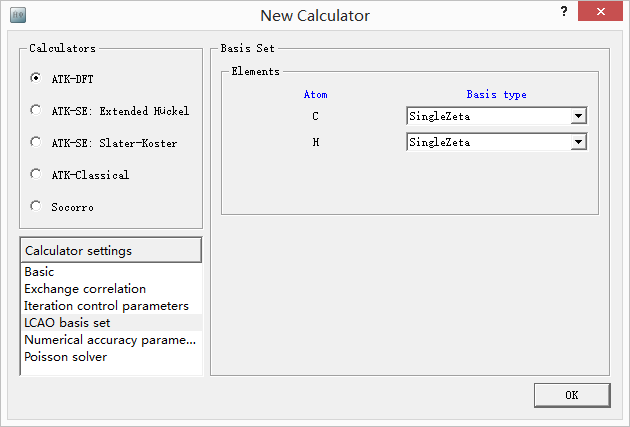 New Calculator
?
Calculators
ATK-DFT
ATK-SE: Extended Hückel
ATK-SE: Slater-Koster
ATK-Classical
Socorro
Calculator settings
Basic
Exchange correlation
Iteration control parameters
LCAO basis set
Numerical accuracy parame...
Poisson solver
Basis Set
Elements
Atom Basis type
C SingleZeta
H SingleZeta
OK